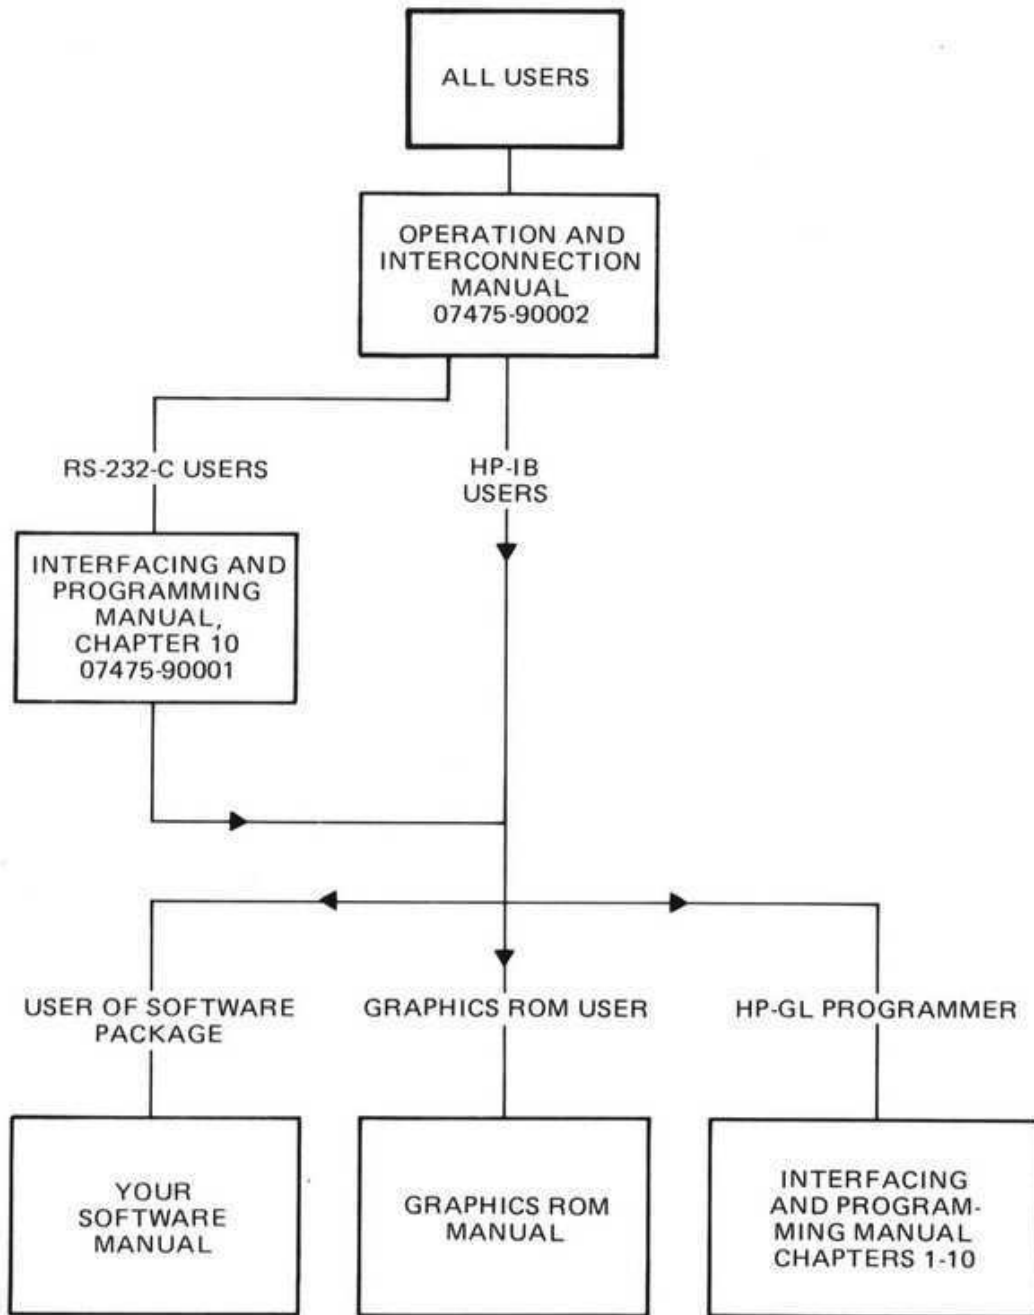 ALL USERS
OPERATION AND
INTERCONNECTION
MANUAL
07475-90002
RS-232-C USERS
HP-IB
USERS
INTERFACING AND
PROGRAMMING
MANUAL,
CHAPTER 10
07475-90001
USER OF SOFTWARE
PACKAGE
GRAPHICS ROM USER
HP-GL PROGRAMMER
YOUR
SOFTWARE
MANUAL
GRAPHICS ROM
MANUAL
INTERFACING
AND PROGRAM-
MING MANUAL
CHAPTERS 1-10